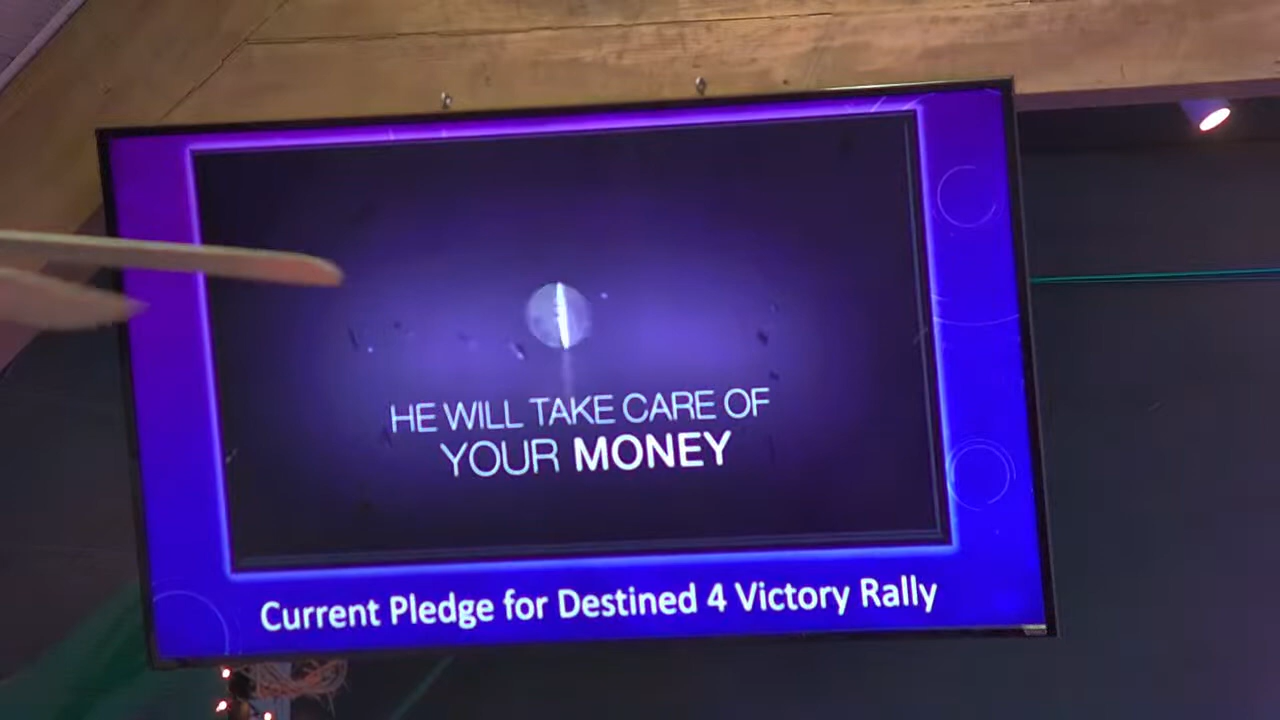 HE WILL TAKE CARE OF
YOUR MONEY
Current Pledge for Destined 4 Victory Rally